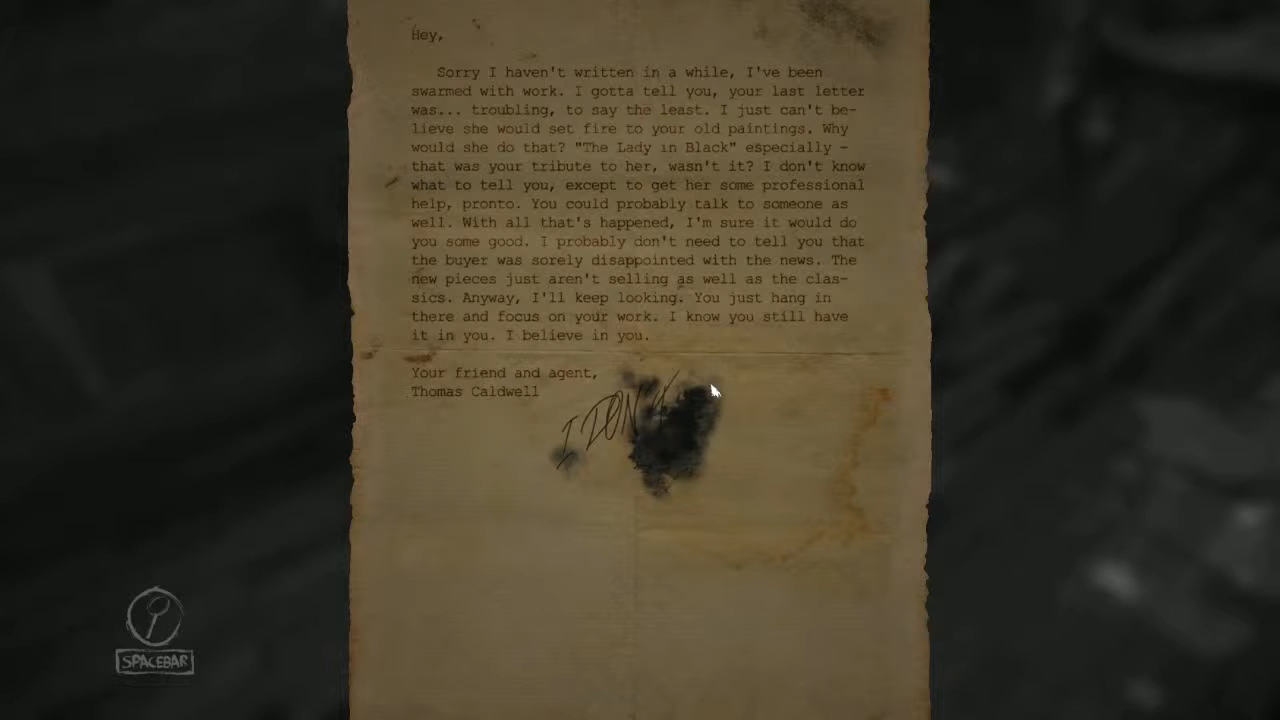 Hey,
Sorry I haven't written in a while, I've been
swarmed with work. I gotta tell you, your last letter
was... troubling, to say the least. I just can't be-
lieve she would set fire to your old paintings. Why
would she do that? "The Lady in Black" especially -
that was your tribute to her, wasn't it? I don't know
what to tell you, except to get her some professional
help, pronto. You could probably talk to someone as
well. With all that's happened, I'm sure it would do
you some good. I probably don't need to tell you that
the buyer was sorely disappointed with the news. The
new pieces just aren't selling as well as the clas-
sics. Anyway, I'll keep looking. You just hang in
there and focus on your work. I know you still have
it in you. I believe in you.
Your friend and agent,
Thomas Caldwell
I DON'T
SPACEBAR